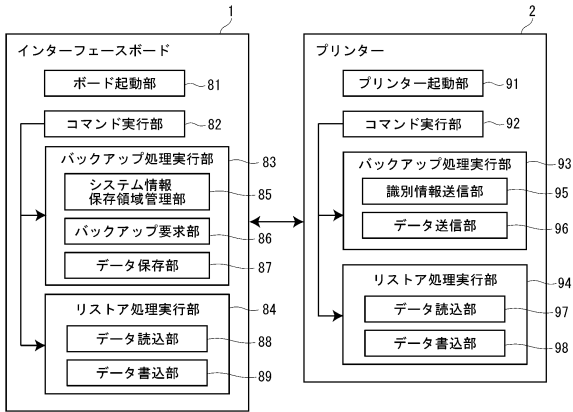 1
インターフェースボード
ボード起動部
81
コマンド実行部
82
バックアップ処理実行部
83
システム情報
保存領域管理部
85
バックアップ要求部
86
データ保存部
87
リストア処理実行部
84
データ読込部
88
データ書込部
89
2
プリンター
プリンター起動部
91
コマンド実行部
92
バックアップ処理実行部
93
識別情報送信部
95
データ送信部
96
リストア処理実行部
94
データ読込部
97
データ書込部
98